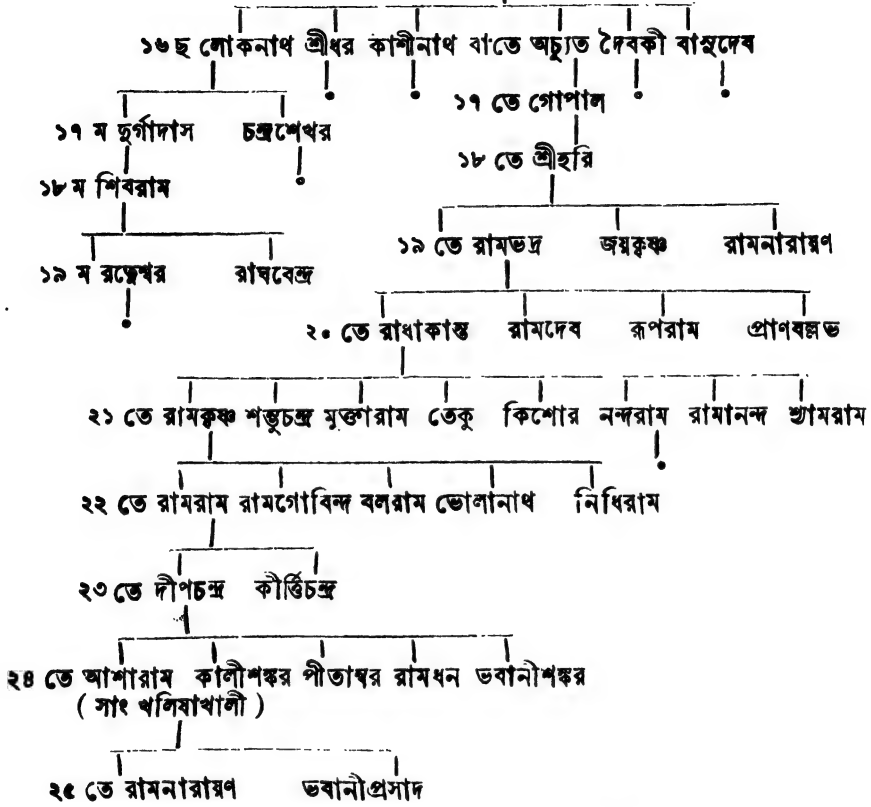 ১৬ ছ লোকনাথ শ্রীধর কাশীনাথ বাতে অচ্যুত দৈবকী বাসুদেব
১৭ তে গোপাল
১৭ ম দুর্গাদাস চন্দ্রশেখর
১৮ তে শ্রীহরি
১৮ ম শিবরাম
১৯ তে রামভদ্র জয়কৃষ্ণ রামনারায়ণ
১৯ ম রত্নেশ্বর রাঘবেন্দ্র
২০ তে রাধাকান্ত রামদেব রূপরাম প্রাণবল্লভ
২১ তে রামকৃষ্ণ শম্ভুচন্দ্র মুক্তারাম তেকু কিশোর নন্দরাম রামানন্দ শ্যামরাম
২২ তে রামরাম রামগোবিন্দ বলরাম ভোলানাথ নিধিরাম
২৩ তে দীপচন্দ্র কীর্ত্তিচন্দ্র
২৪ তে আশারাম কালীশঙ্কর পীতাম্বর রামধন ভবানীশঙ্কর
( সাং খলিষাখালী )
২৫ তে রামনারায়ণ ভবানীপ্রসাদ